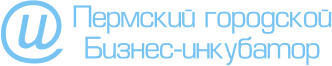 и
Пермский городской
Бизнес-инкубатор